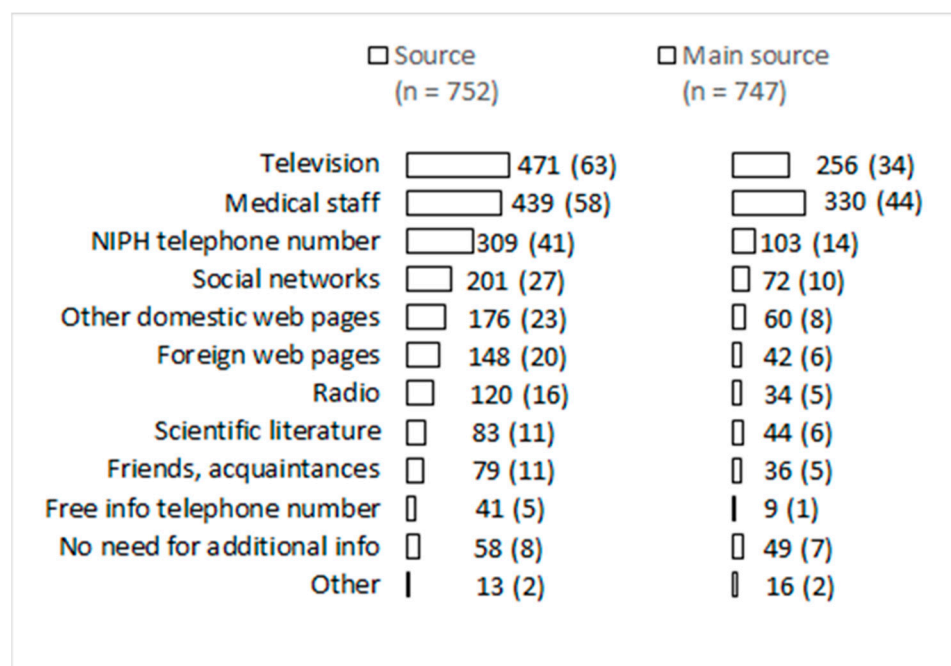 Source Main source
(n = 752) (n = 747)
Television 471 (63) 256 (34)
Medical staff 439 (58) 330 (44)
NIPH telephone number 309 (41) 103 (14)
Social networks 201 (27) 72 (10)
Other domestic web pages 176 (23) 60 (8)
Foreign web pages 148 (20) 42 (6)
Radio 120 (16) 34 (5)
Scientific literature 83 (11) 44 (6)
Friends, acquaintances 79 (11) 36 (5)
Free info telephone number 41 (5) 9 (1)
No need for additional info 58 (8) 49 (7)
Other 13 (2) 16 (2)